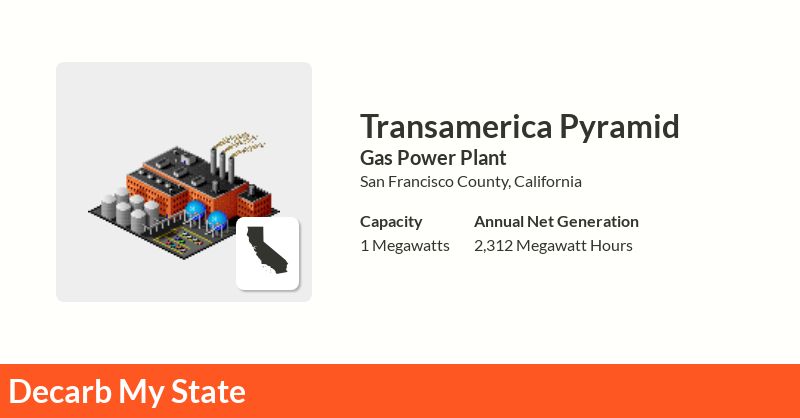 Transamerica Pyramid
Gas Power Plant
San Francisco County, California
Capacity Annual Net Generation
1 Megawatts 2,312 Megawatt Hours
Decarb My State